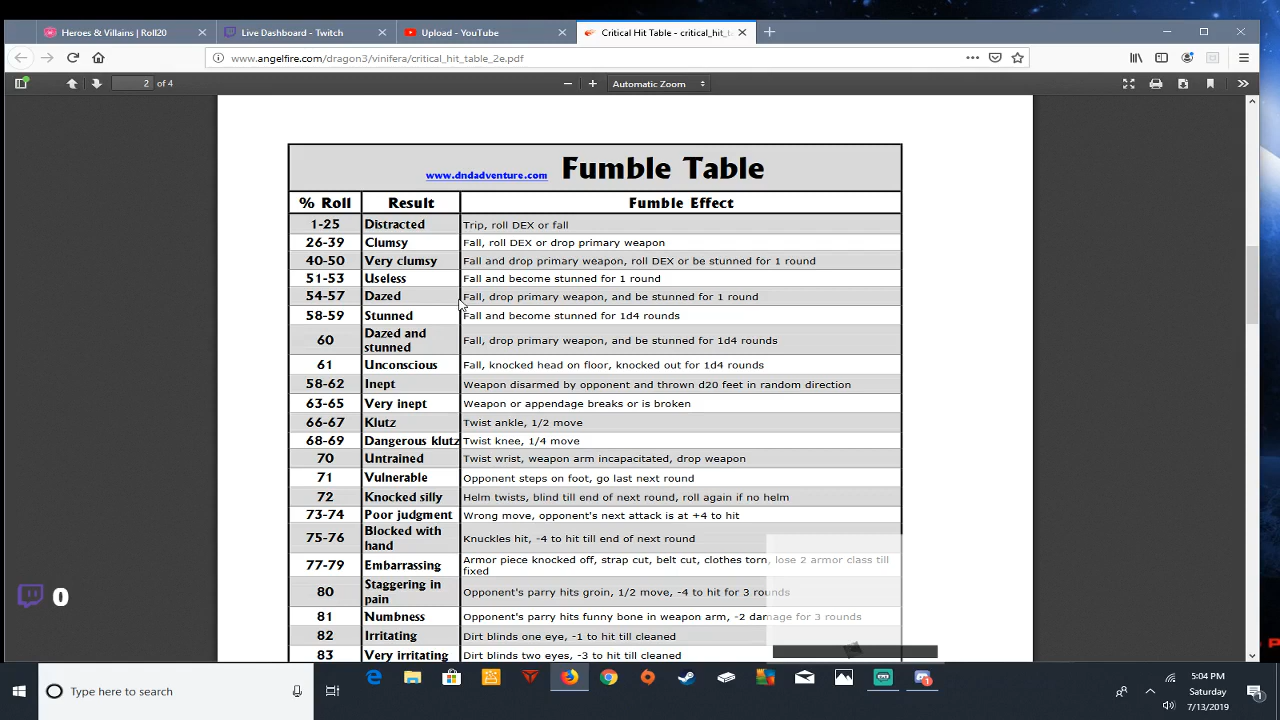 Heroes & Villains | Roll20
Live Dashboard - Twitch
Upload - YouTube
Critical Hit Table - critical_hit_t
www.angelfire.com/dragon3/vinifera/critical_hit_table_2e.pdf
2 of 4
Automatic Zoom
www.dndadventure.com Fumble Table
% Roll Result Fumble Effect
1-25 Distracted Trip, roll DEX or fall
26-39 Clumsy Fall, roll DEX or drop primary weapon
40-50 Very clumsy Fall and drop primary weapon, roll DEX or be stunned for 1 round
51-53 Useless Fall and become stunned for 1 round
54-57 Dazed Fall, drop primary weapon, and be stunned for 1 round
58-59 Stunned Fall and become stunned for 1d4 rounds
60 Dazed and stunned Fall, drop primary weapon, and be stunned for 1d4 rounds
61 Unconscious Fall, knocked head on floor, knocked out for 1d4 rounds
58-62 Inept Weapon disarmed by opponent and thrown d20 feet in random direction
63-65 Very inept Weapon or appendage breaks or is broken
66-67 Klutz Twist ankle, 1/2 move
68-69 Dangerous klutz Twist knee, 1/4 move
70 Untrained Twist wrist, weapon arm incapacitated, drop weapon
71 Vulnerable Opponent steps on foot, go last next round
72 Knocked silly Helm twists, blind till end of next round, roll again if no helm
73-74 Poor judgment Wrong move, opponent's next attack is at +4 to hit
75-76 Blocked with hand Knuckles hit, -4 to hit till end of next round
77-79 Embarrassing Armor piece knocked off, strap cut, belt cut, clothes torn, lose 2 armor class till fixed
80 Staggering in pain Opponent's parry hits groin, 1/2 move, -4 to hit for 3 rounds
81 Numbness Opponent's parry hits funny bone in weapon arm, -2 damage for 3 rounds
82 Irritating Dirt blinds one eye, -1 to hit till cleaned
83 Very irritating Dirt blinds two eyes, -3 to hit till cleaned
0
Type here to search
5:04 PM
Saturday
7/13/2019